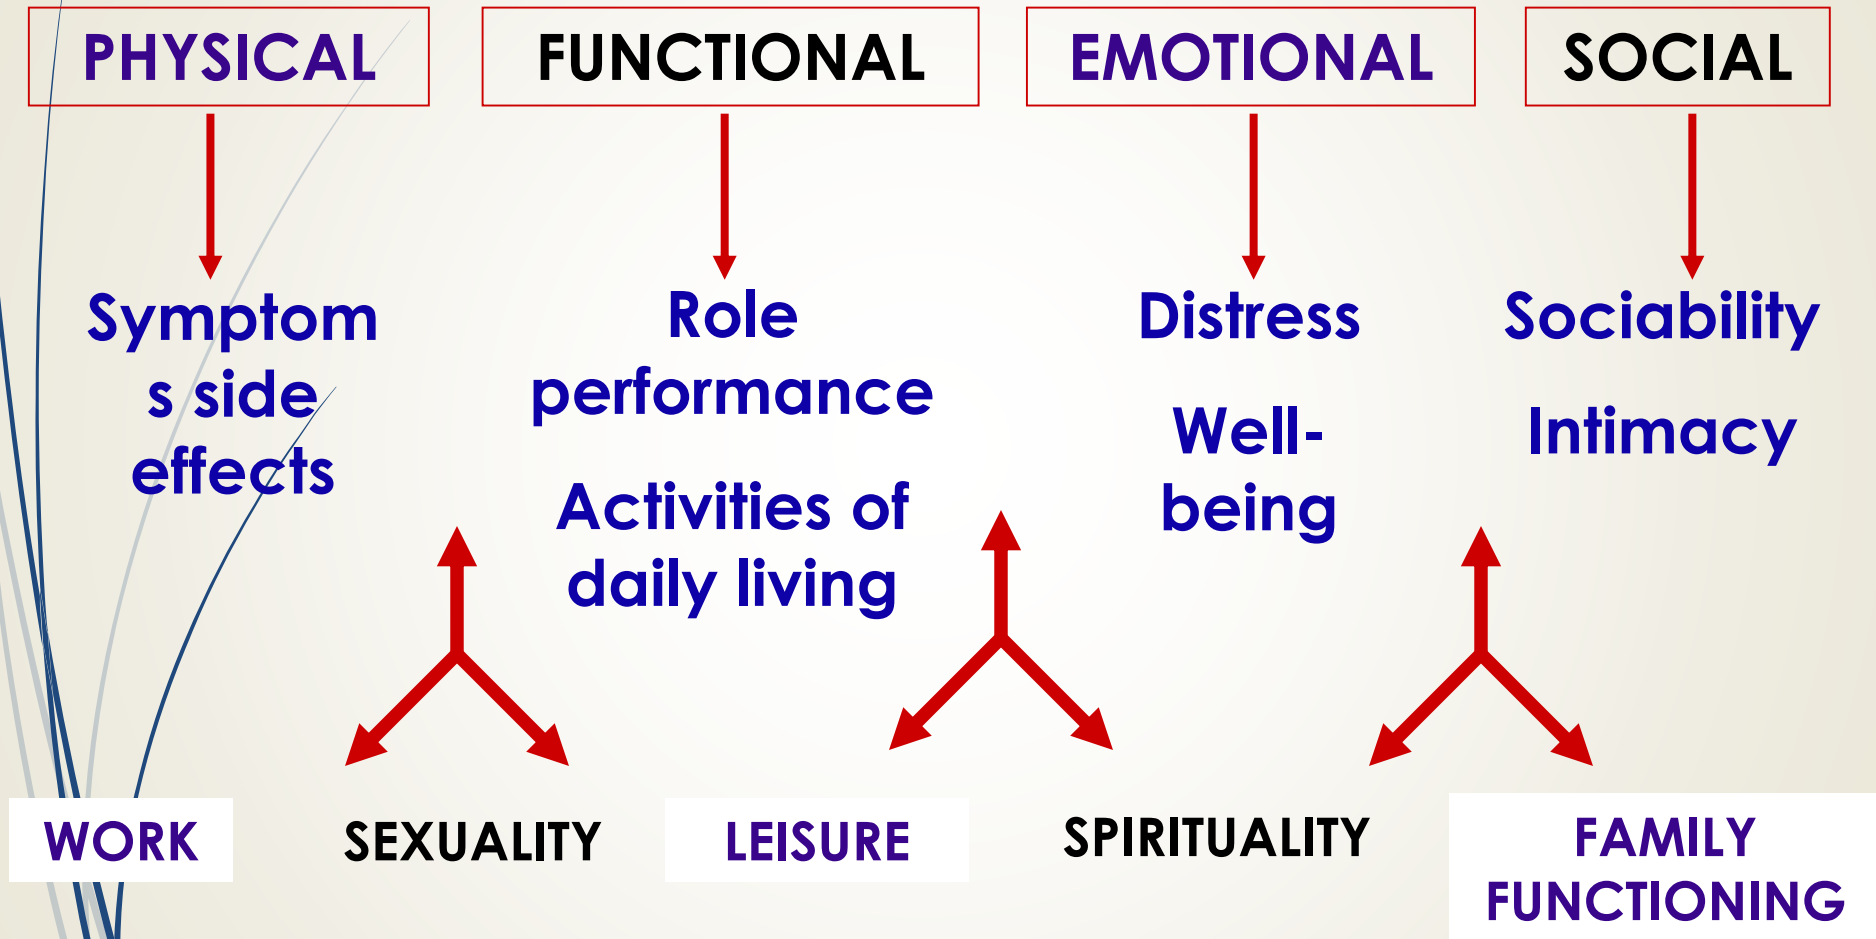 PHYSICAL
FUNCTIONAL
EMOTIONAL
SOCIAL
Symptom
s side
effects
Role
performance
Activities of
daily living
Distress
Well-
being
Sociability
Intimacy
WORK
SEXUALITY
LEISURE
SPIRITUALITY
FAMILY
FUNCTIONING